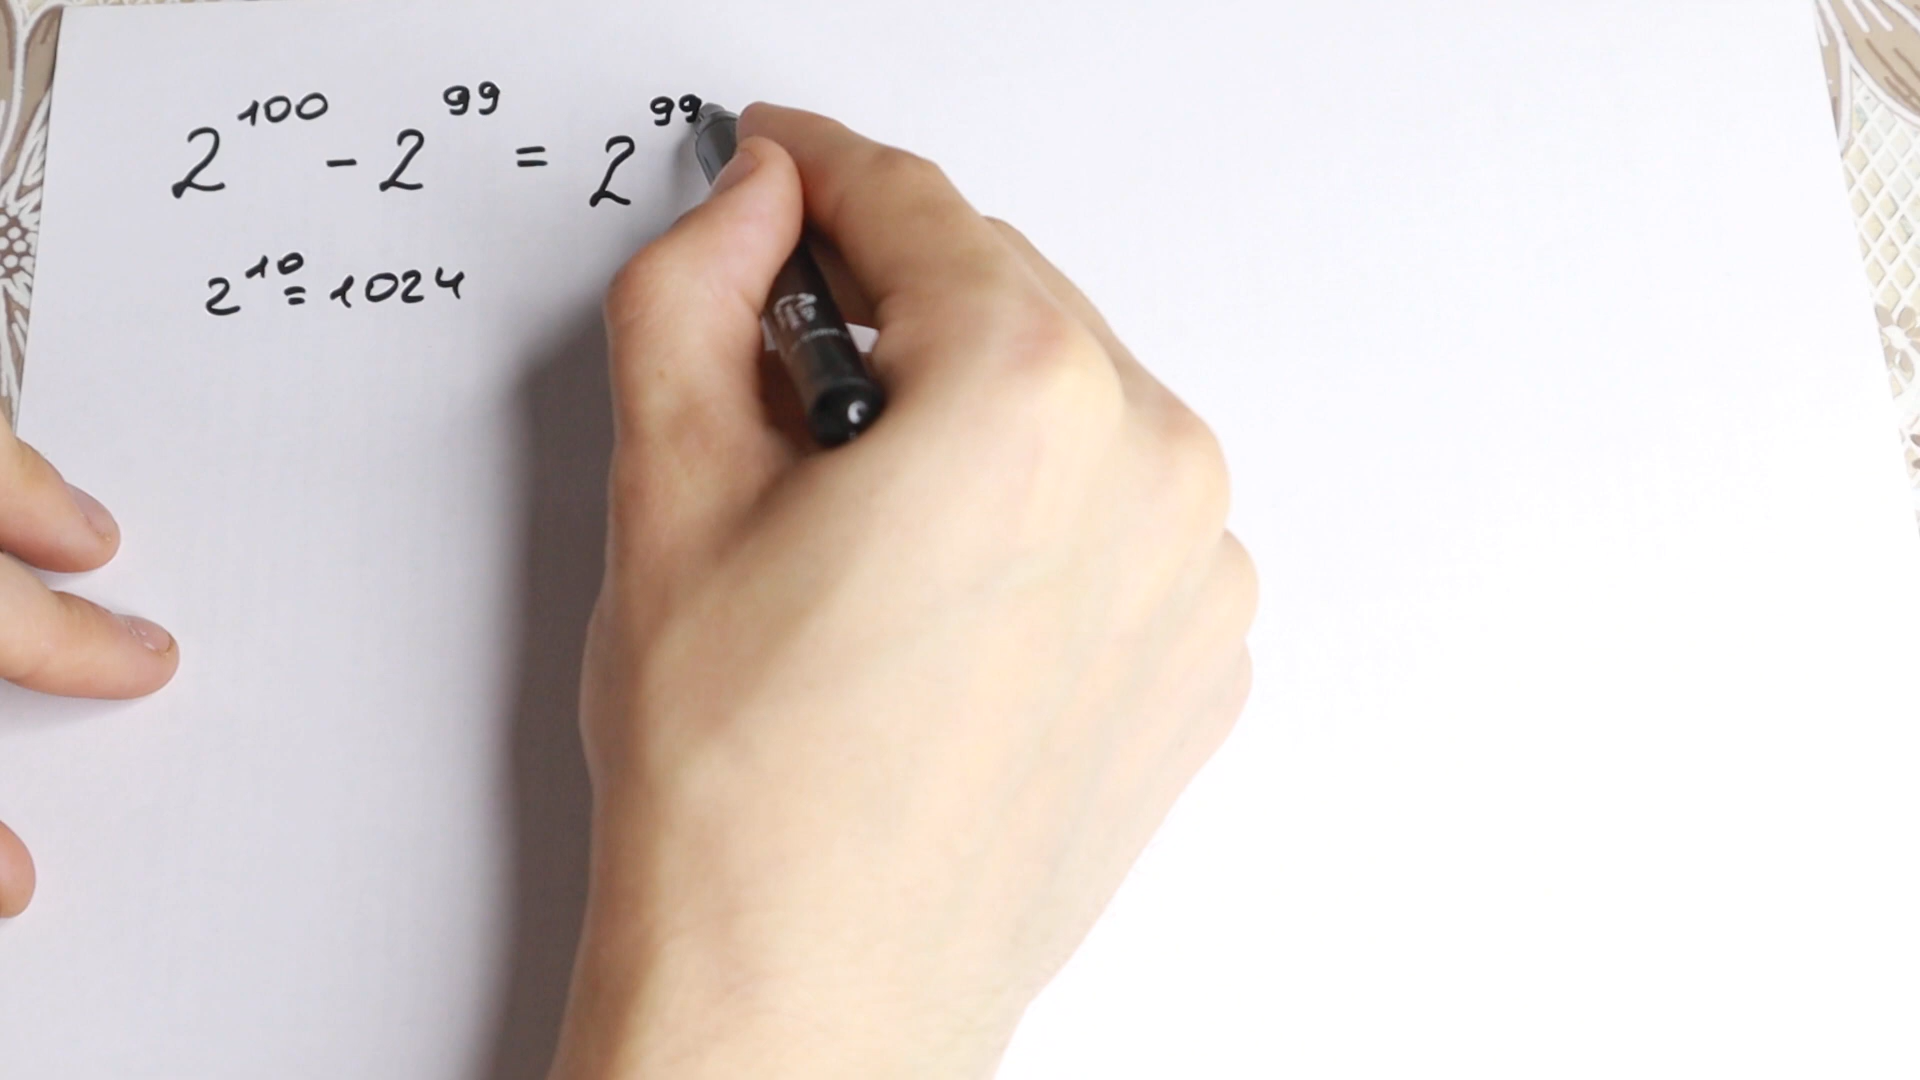 2^100 - 2^99 = 2^99
2^10 = 1024